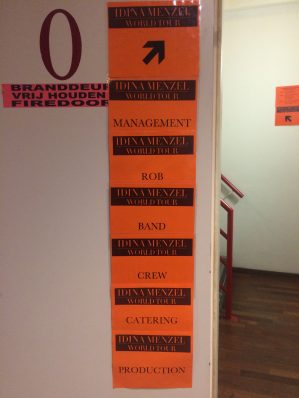 0
BRANDDEUR
VRIJ HOUDEN
FIREDOOR
IDINA MENZEL
WORLD TOUR
IDINA MENZEL
WORLD TOUR
MANAGEMENT
IDINA MENZEL
WORLD TOUR
ROB
IDINA MENZEL
WORLD TOUR
BAND
IDINA MENZEL
WORLD TOUR
CREW
IDINA MENZEL
WORLD TOUR
CATERING
IDINA MENZEL
WORLD TOUR
PRODUCTION